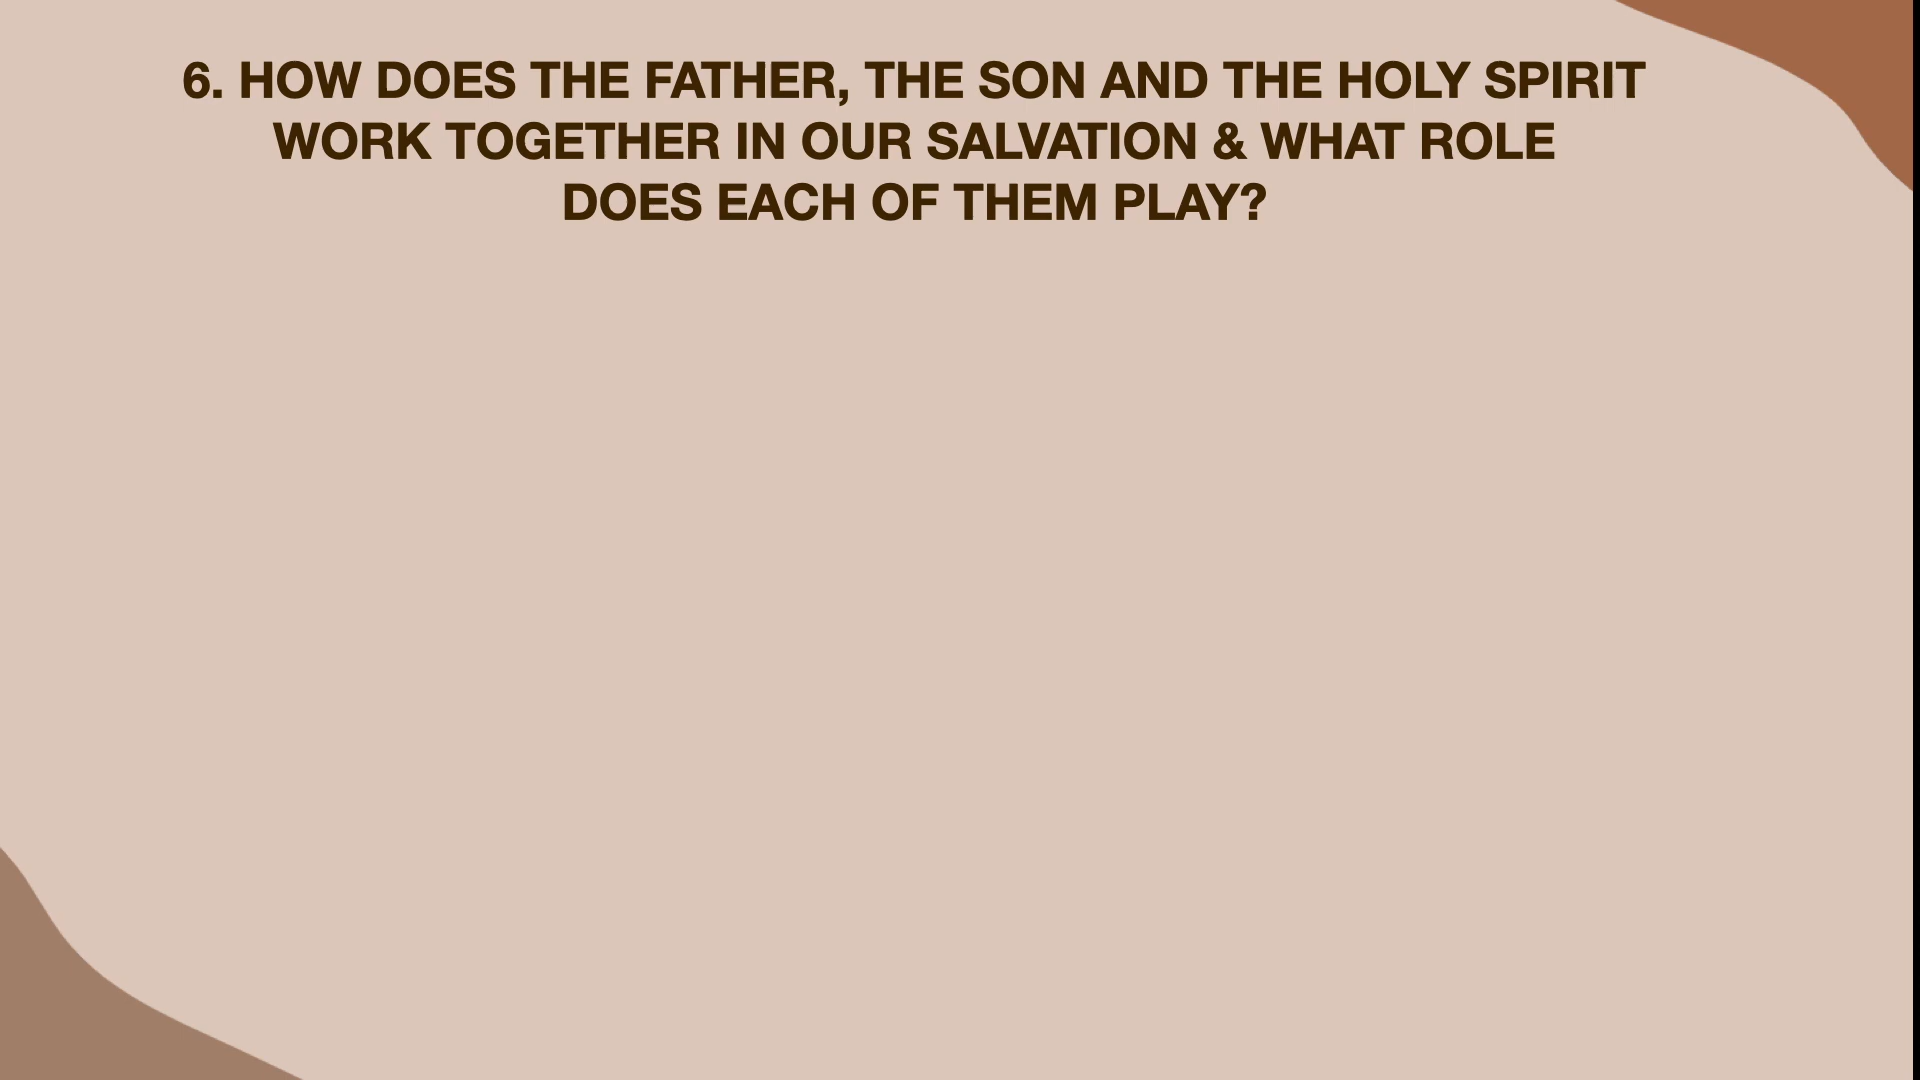 6. HOW DOES THE FATHER, THE SON AND THE HOLY SPIRIT
WORK TOGETHER IN OUR SALVATION & WHAT ROLE
DOES EACH OF THEM PLAY?